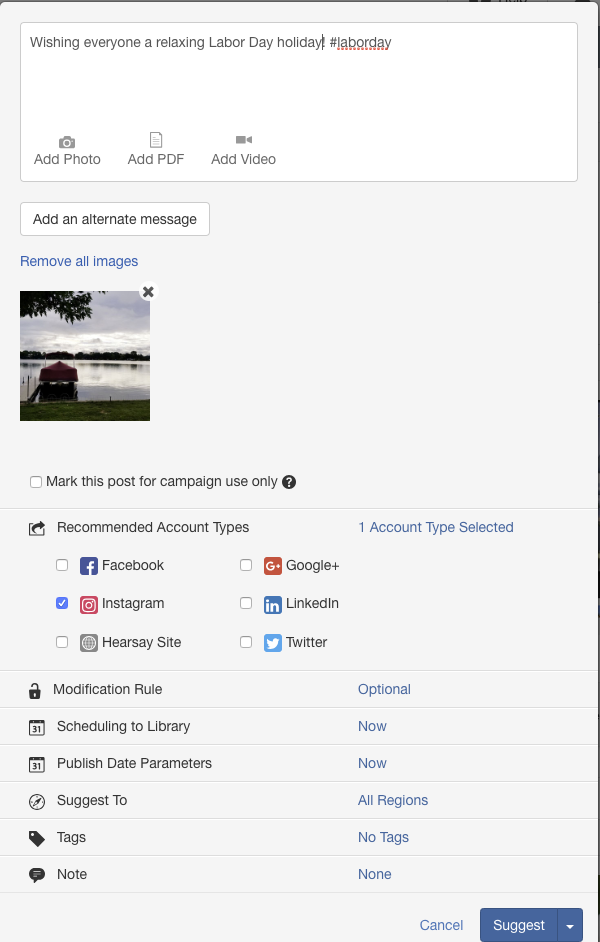 Wishing everyone a relaxing Labor Day holiday! #laborday
Add Photo Add PDF Add Video
Add an alternate message
Remove all images
Mark this post for campaign use only ?
Recommended Account Types 1 Account Type Selected
Facebook G+ Google+
Instagram in LinkedIn
Hearsay Site Twitter
Modification Rule Optional
31 Scheduling to Library Now
31 Publish Date Parameters Now
Suggest To All Regions
Tags No Tags
Note None
Cancel Suggest